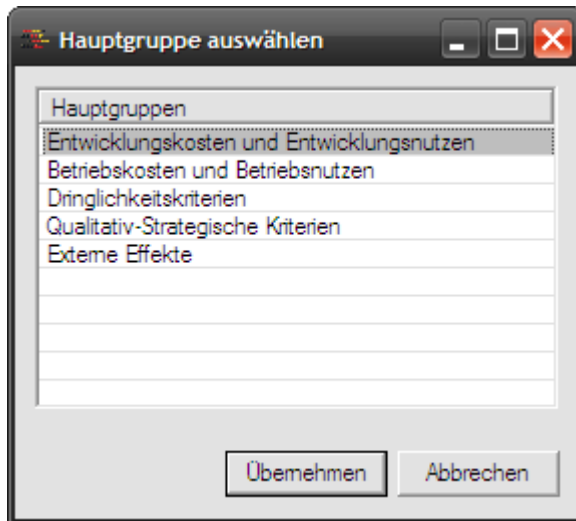 Hauptgruppe auswählen
Hauptgruppen
Entwicklungskosten und Entwicklungsnutzen
Betriebskosten und Betriebsnutzen
Dringlichkeitskriterien
Qualitativ-Strategische Kriterien
Externe Effekte
Übernehmen Abbrechen